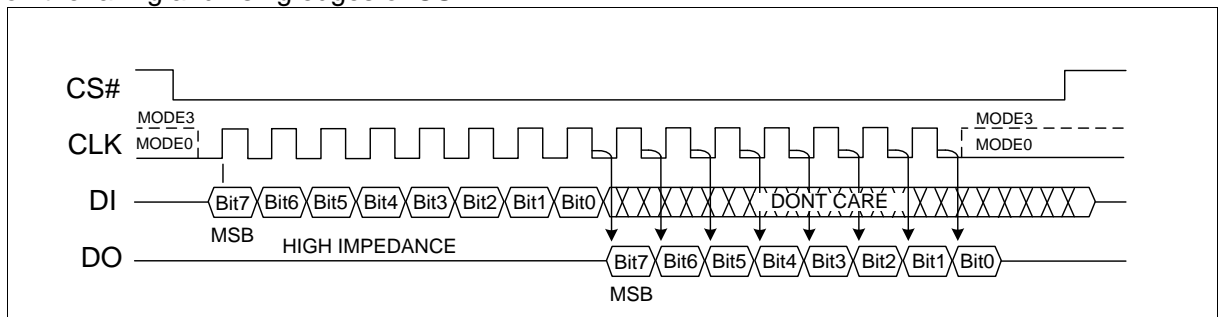 CS#
MODE3
MODE3
CLK
MODE0
MODE0
DI
Bit7 Bit6 Bit5 Bit4 Bit3 Bit2 Bit1 Bit0 DONT CARE
MSB
DO
HIGH IMPEDANCE
Bit7 Bit6 Bit5 Bit4 Bit3 Bit2 Bit1 Bit0
MSB